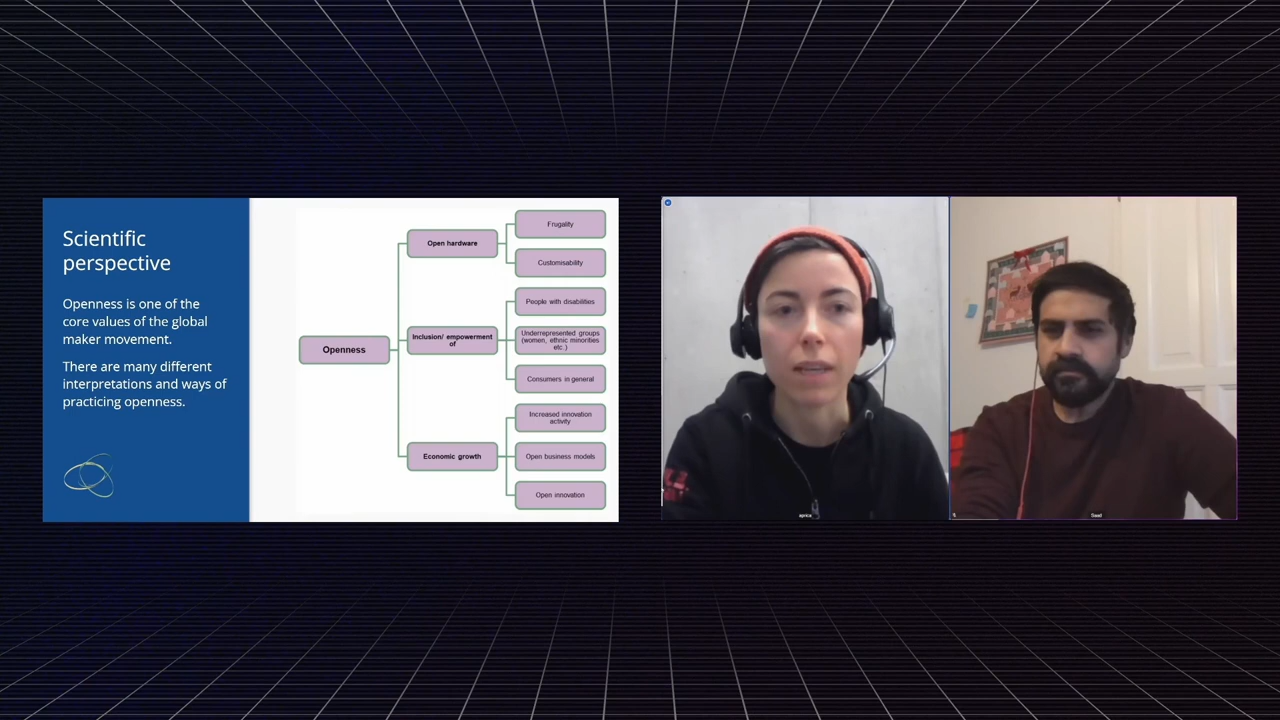 Scientific
perspective
Openness is one of the
core values of the global
maker movement.
There are many different
interpretations and ways of
practicing openness.
Openness
Open hardware
Frugality
Customisability
Inclusion/ empowerment
of
People with disabilities
Underrepresented groups
(women, ethnic minorities
etc.)
Consumers in general
Economic growth
Increased innovation
activity
Open business models
Open innovation